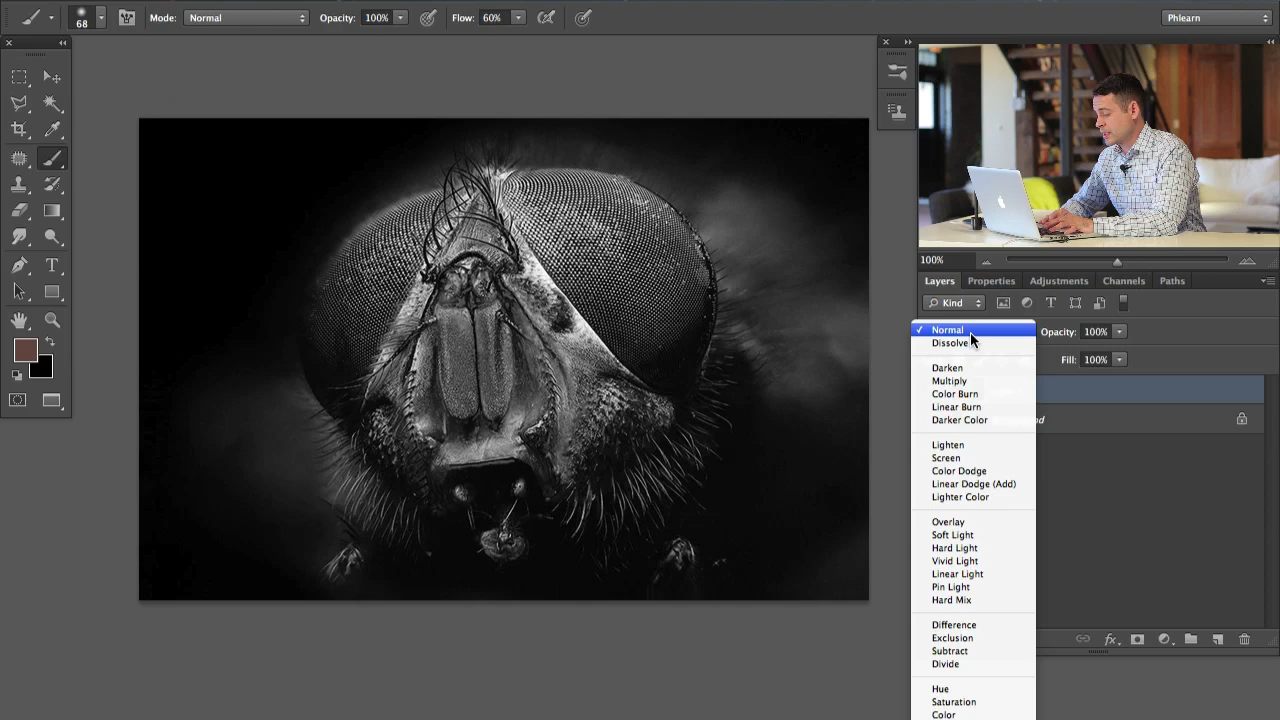 68
Mode: Normal Opacity: 100% Flow: 60% Phlearn
100%
Layers Properties Adjustments Channels Paths
Kind
Normal
Opacity: 100%
Dissolve
Fill: 100%
Darken
Multiply
Color Burn
Linear Burn
Darker Color
Lighten
Screen
Color Dodge
Linear Dodge (Add)
Lighter Color
Overlay
Soft Light
Hard Light
Vivid Light
Linear Light
Pin Light
Hard Mix
Difference
Exclusion
Subtract
Divide
fx
Hue
Saturation
Color